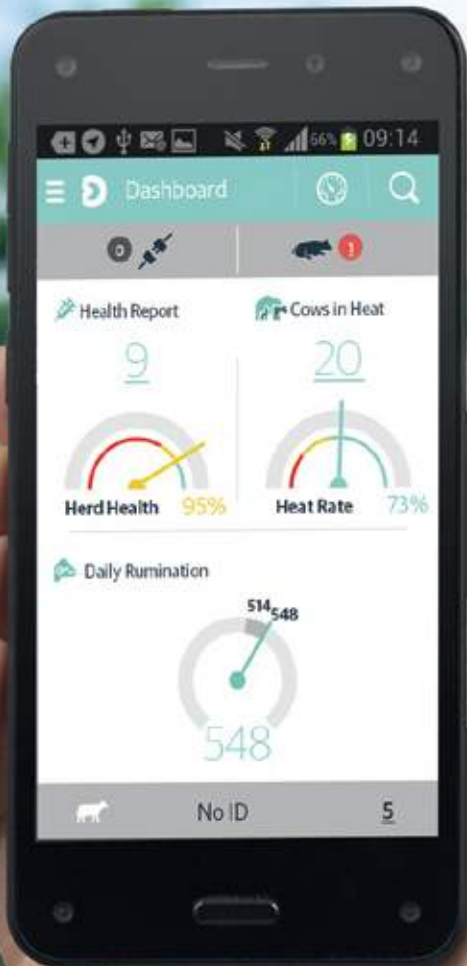 66% 09:14
Dashboard
0 1
Health Report Cows in Heat
9 20
Herd Health 95% Heat Rate 73%
Daily Rumination
514 548
548
No ID 5